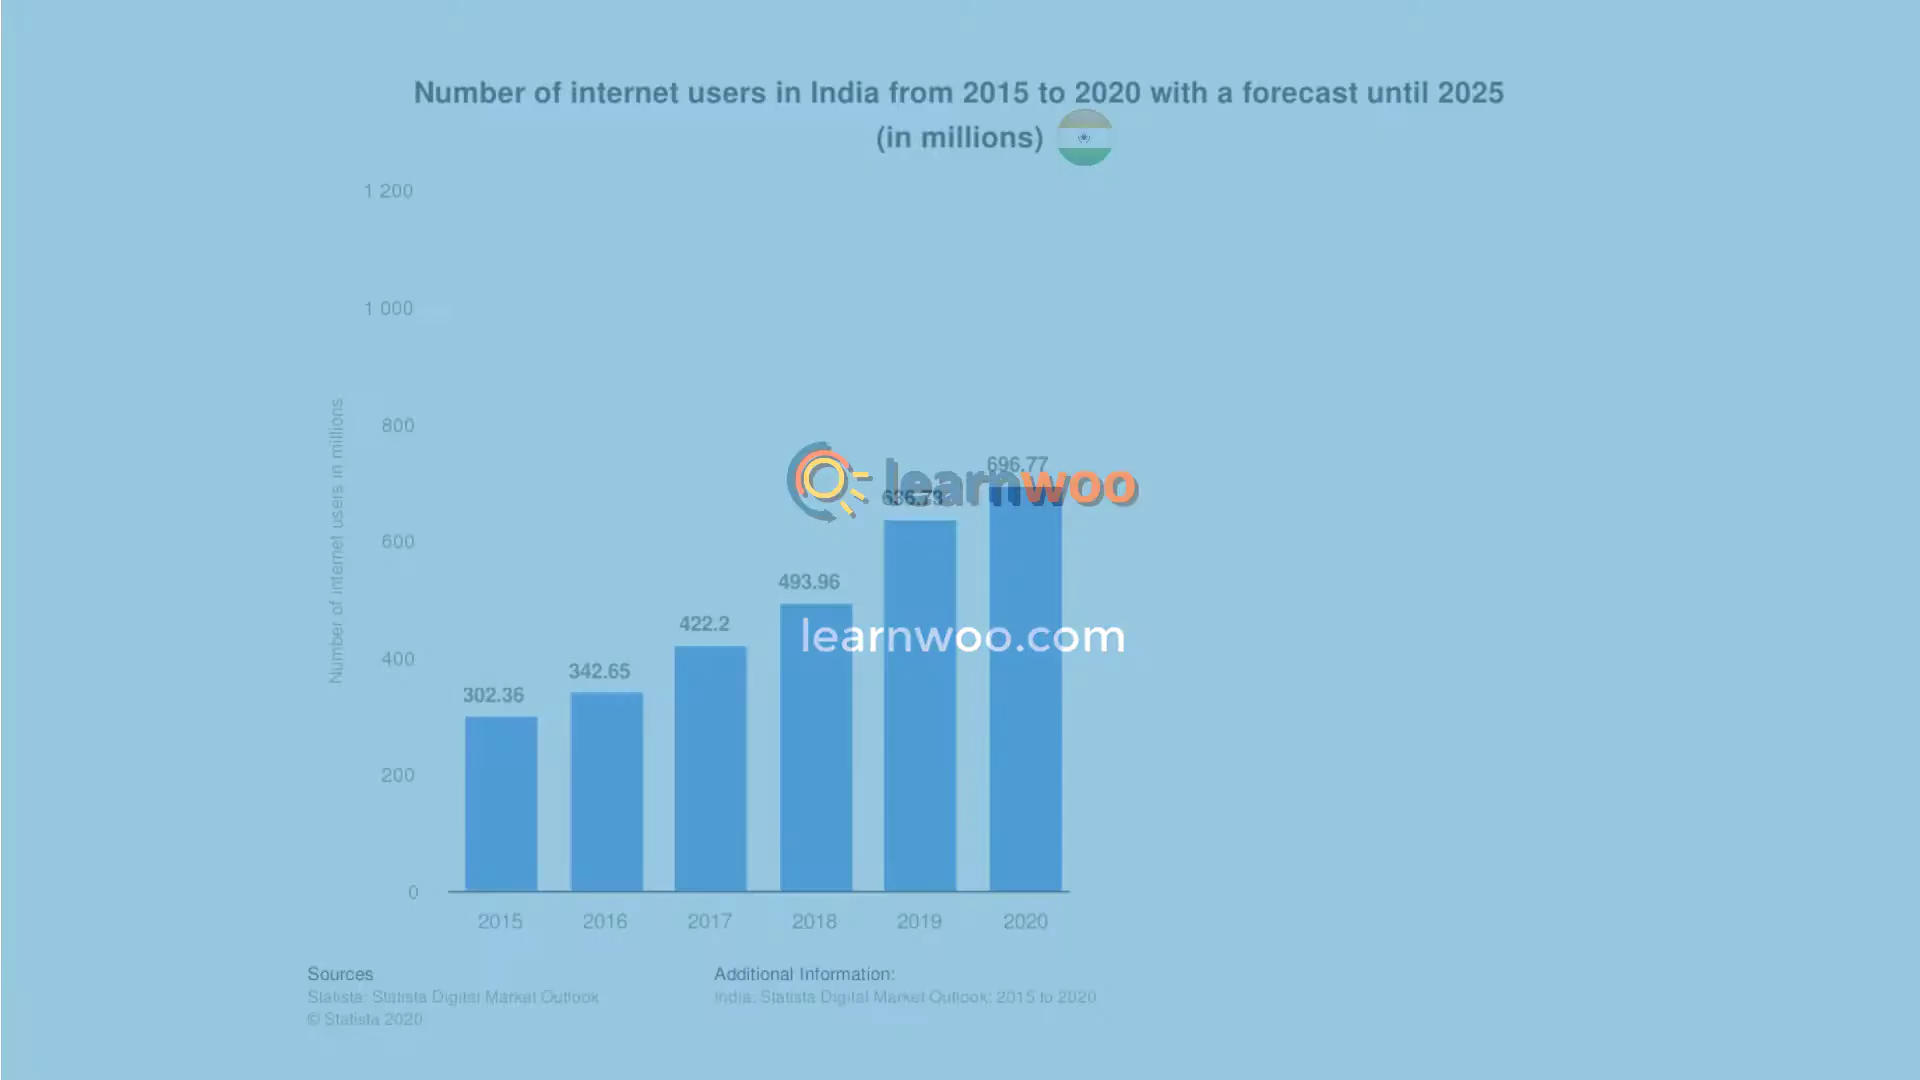 Number of internet users in India from 2015 to 2020 with a forecast until 2025
(in millions)
1 200
1 000
800
600
400
200
0
Number of internet users in millions
302.36
342.65
422.2
493.96
636.73
696.77
learnwoo
learnwoo.com
2015
2016
2017
2018
2019
2020
Sources
Statista; Statista Digital Market Outlook
© Statista 2020
Additional Information:
India; Statista Digital Market Outlook; 2015 to 2020